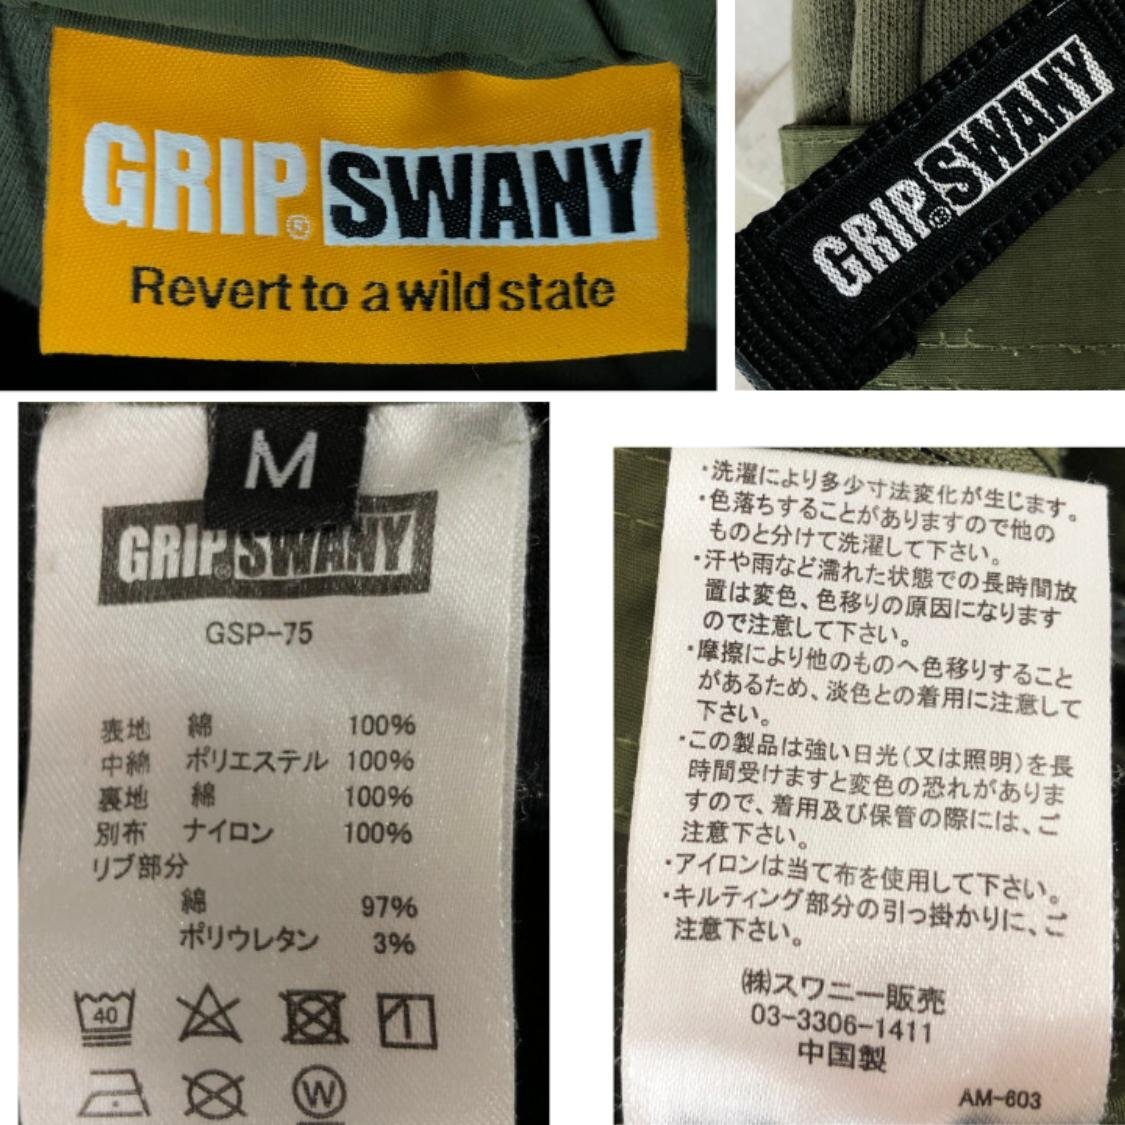 GRIP® SWANY
Revert to a wild state
GRIP® SWANY
M
GRIP® SWANY
GSP-75
表地 綿 100%
中綿 ポリエステル 100%
裏地 綿 100%
別布 ナイロン 100%
リブ部分
綿 97%
ポリウレタン 3%
40
W
・洗濯により多少寸法変化が生じます。
・色落ちすることがありますので他の
ものと分けて洗濯して下さい。
・汗や雨など濡れた状態での長時間放
置は変色、色移りの原因になります
ので注意して下さい。
・摩擦により他のものへ色移りすること
があるため、淡色との着用に注意して
下さい。
・この製品は強い日光(又は照明)を長
時間受けますと変色の恐れがありま
すので、着用及び保管の際には、ご
注意下さい。
・アイロンは当て布を使用して下さい。
・キルティング部分の引っ掛かりに、ご
注意下さい。
㈱スワニー販売
03-3306-1411
中国製
AM-603